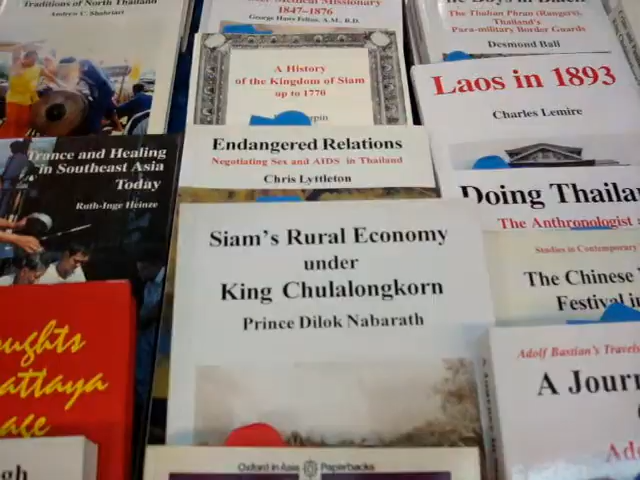 Traditions of North Thailand
Andrew C. Shahriari
Medical Missionary
1847-1876
George Haws Feltus, A.M., B.D.
The Thahan Phran (Rangers),
Thailand's
Para-military Border Guards
Desmond Ball
A History
of the Kingdom of Siam
up to 1770
Laos in 1893
Charles Lemire
Trance and Healing
in Southeast Asia
Today
Ruth-Inge Heinze
Endangered Relations
Negotiating Sex and AIDS in Thailand
Chris Lyttleton
Doing
The Anthropologist
Siam's Rural Economy
under
King Chulalongkorn
Prince Dilok Nabarath
Studies in Contemporary
The Chinese
Festival
Adolf Bastian's Travels
A
Oxford in Asia Paperbacks